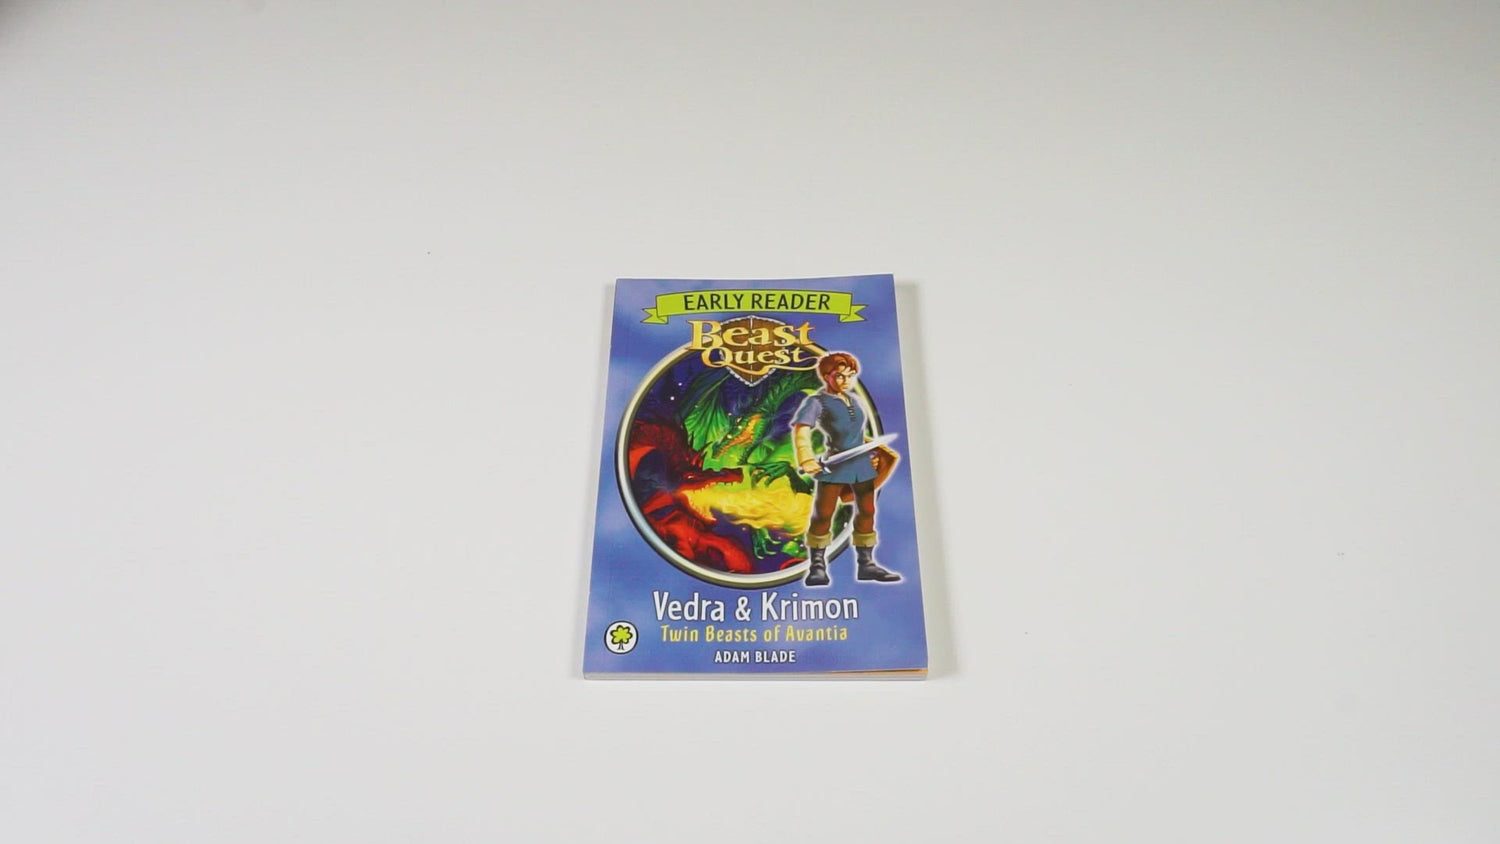 EARLY READER
Beast
Quest
Vedra & Krimon
Twin Beasts of Avantia
ADAM BLADE